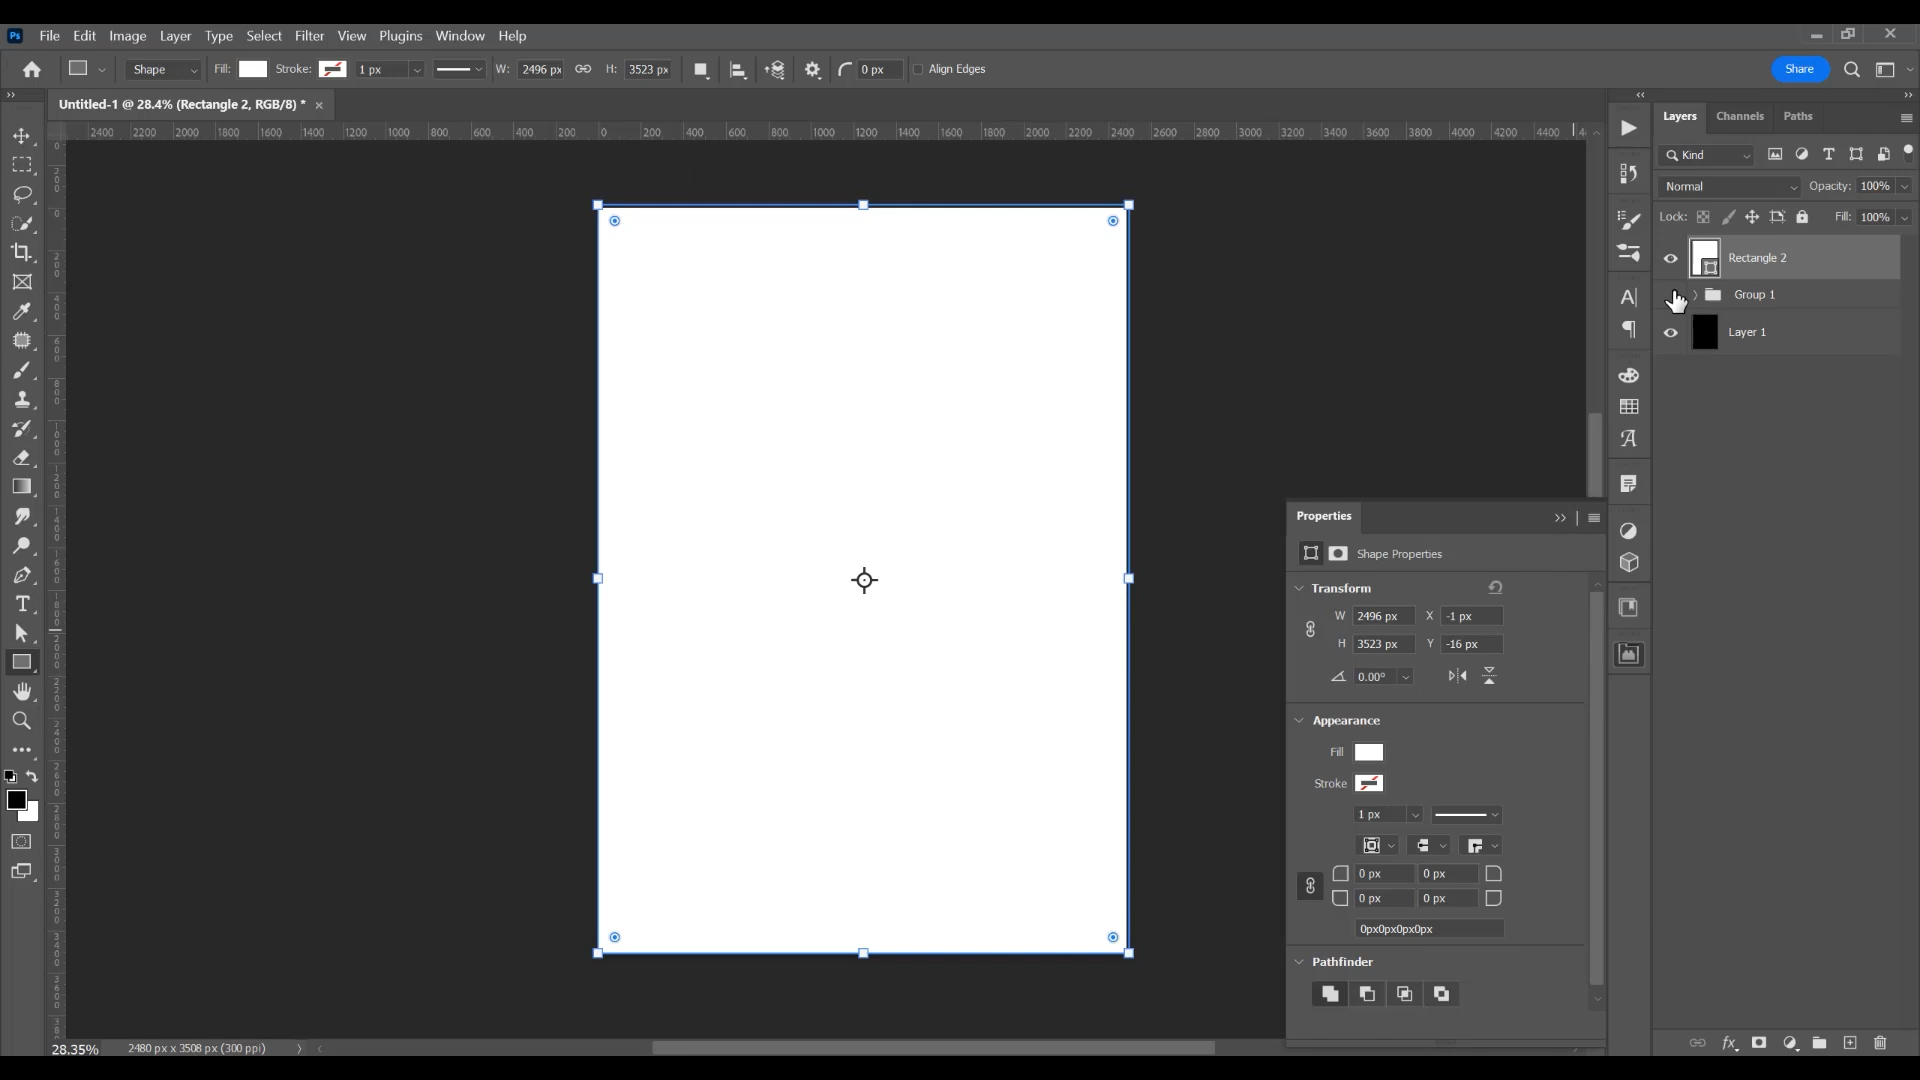 Ps File Edit Image Layer Type Select Filter View Plugins Window Help
Shape Fill: Stroke: 1 px W: 2496 px H: 3523 px 0 px Align Edges Share
Untitled-1 @ 28.4% (Rectangle 2, RGB/8) *
2400 2200 2000 1800 1600 1400 1200 1000 800 600 400 200 0 200 400 600 800 1000 1200 1400 1600 1800 2000 2200 2400 2600 2800 3000 3200 3400 3600 3800 4000 4200 4400
Layers Channels Paths
Kind
Normal Opacity: 100%
Lock: Fill: 100%
Rectangle 2
Group 1
Layer 1
Properties
Shape Properties
Transform
W 2496 px X -1 px
H 3523 px Y -16 px
0.00°
Appearance
Fill
Stroke
1 px
0 px 0 px
0 px 0 px
0px0px0px0px
Pathfinder
28.35% 2480 px x 3508 px (300 ppi)
fx